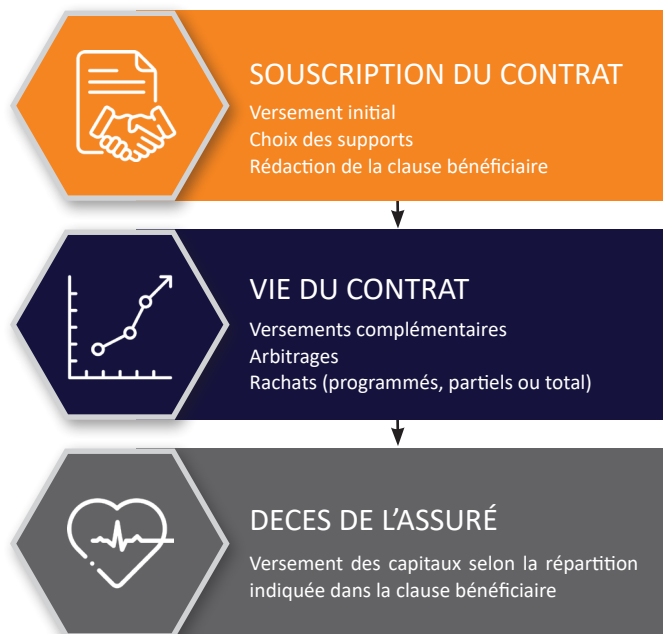 SOUSCRIPTION DU CONTRAT
Versement initial
Choix des supports
Rédaction de la clause bénéficiaire
VIE DU CONTRAT
Versements complémentaires
Arbitrages
Rachats (programmés, partiels ou total)
DECES DE L’ASSURÉ
Versement des capitaux selon la répartition
indiquée dans la clause bénéficiaire